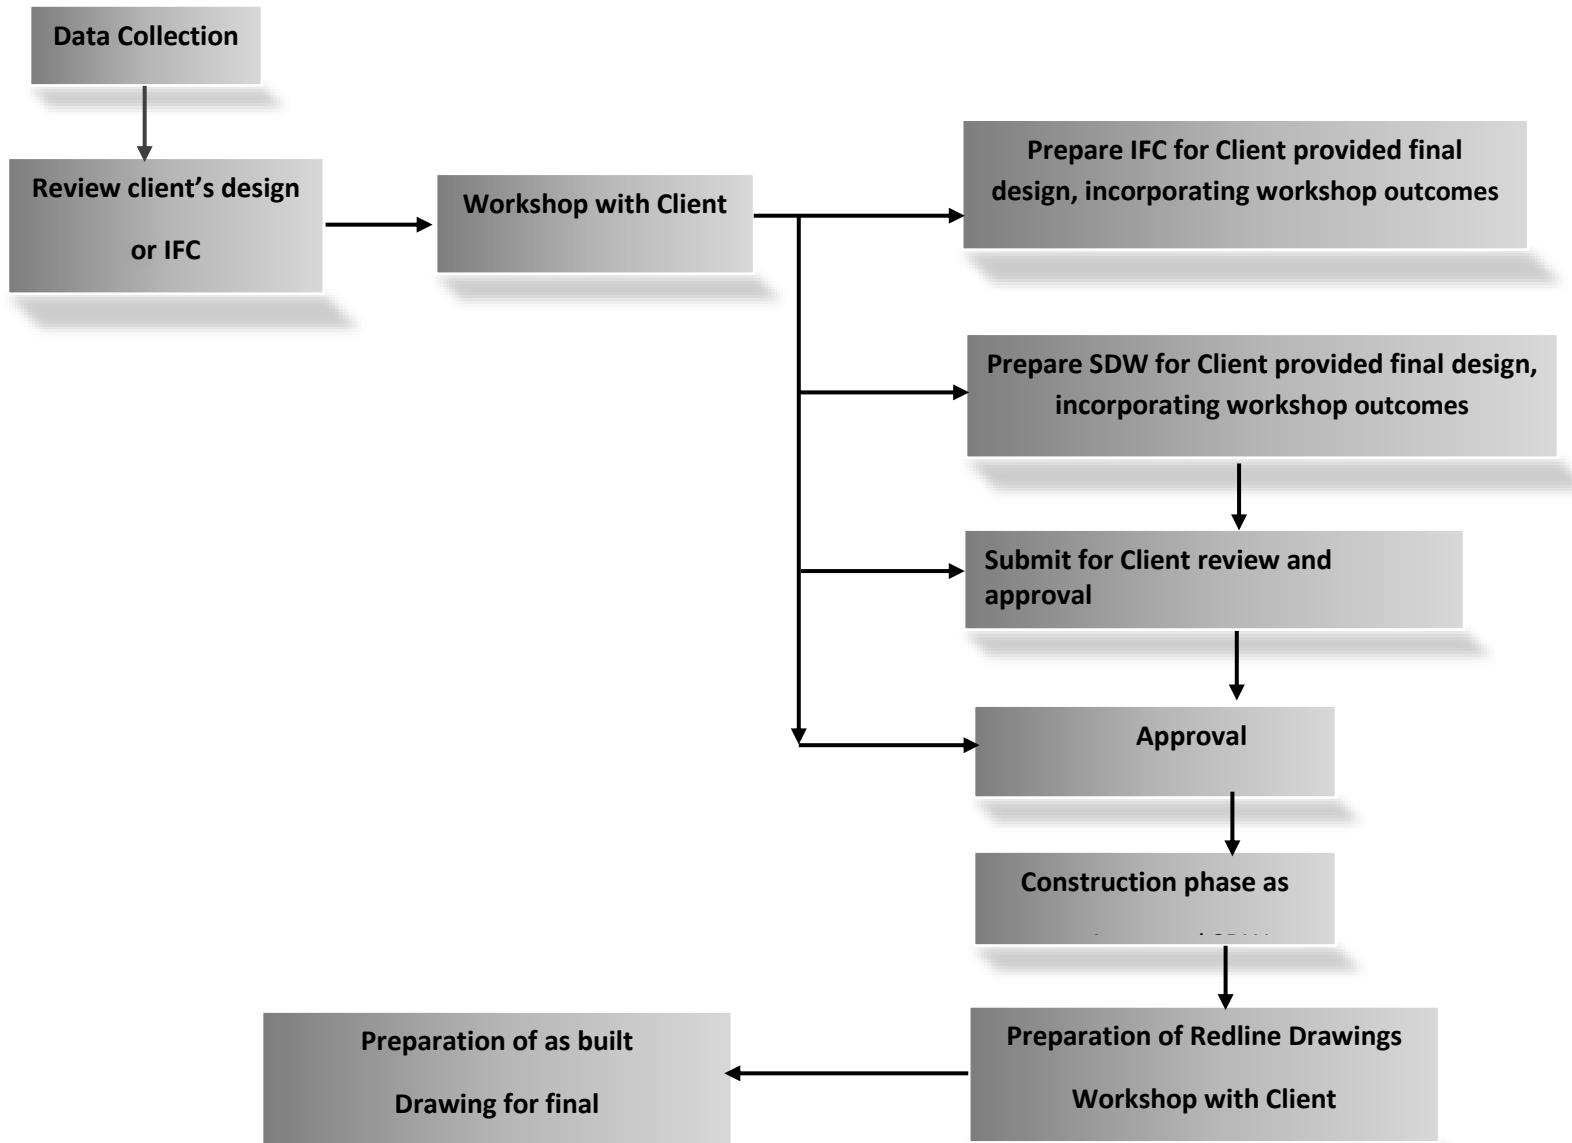 Data Collection
Review client’s design
or IFC
Workshop with Client
Prepare IFC for Client provided final
design, incorporating workshop outcomes
Prepare SDW for Client provided final design,
incorporating workshop outcomes
Submit for Client review and
approval
Approval
Construction phase as
Preparation of Redline Drawings
Workshop with Client
Preparation of as built
Drawing for final